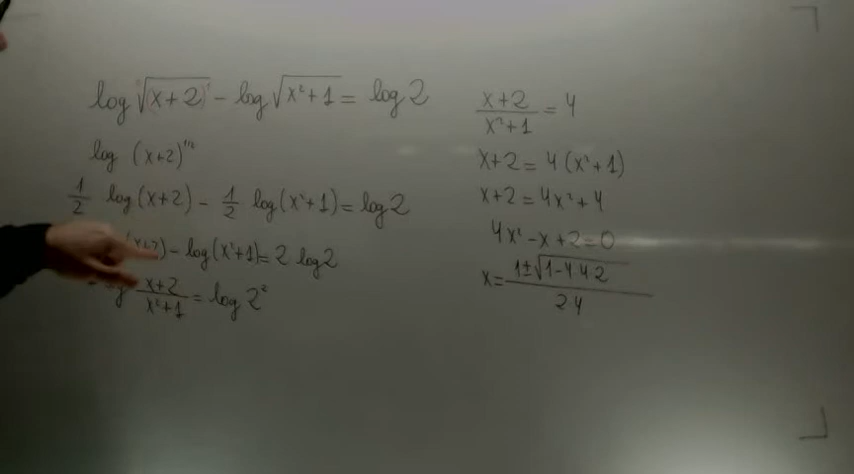 log √(x+2) - log √(x²+1) = log 2
log (x+2)^1/2
1/2 log(x+2) - 1/2 log(x²+1) = log 2
(x+2) - log(x²+1) = 2 log 2
x+2 / x²+1 = log 2²
x+2 / x²+1 = 4
x+2 = 4(x²+1)
x+2 = 4x²+4
4x² - x + 2 = 0
x = 1±√1-4·4·2 / 2·4